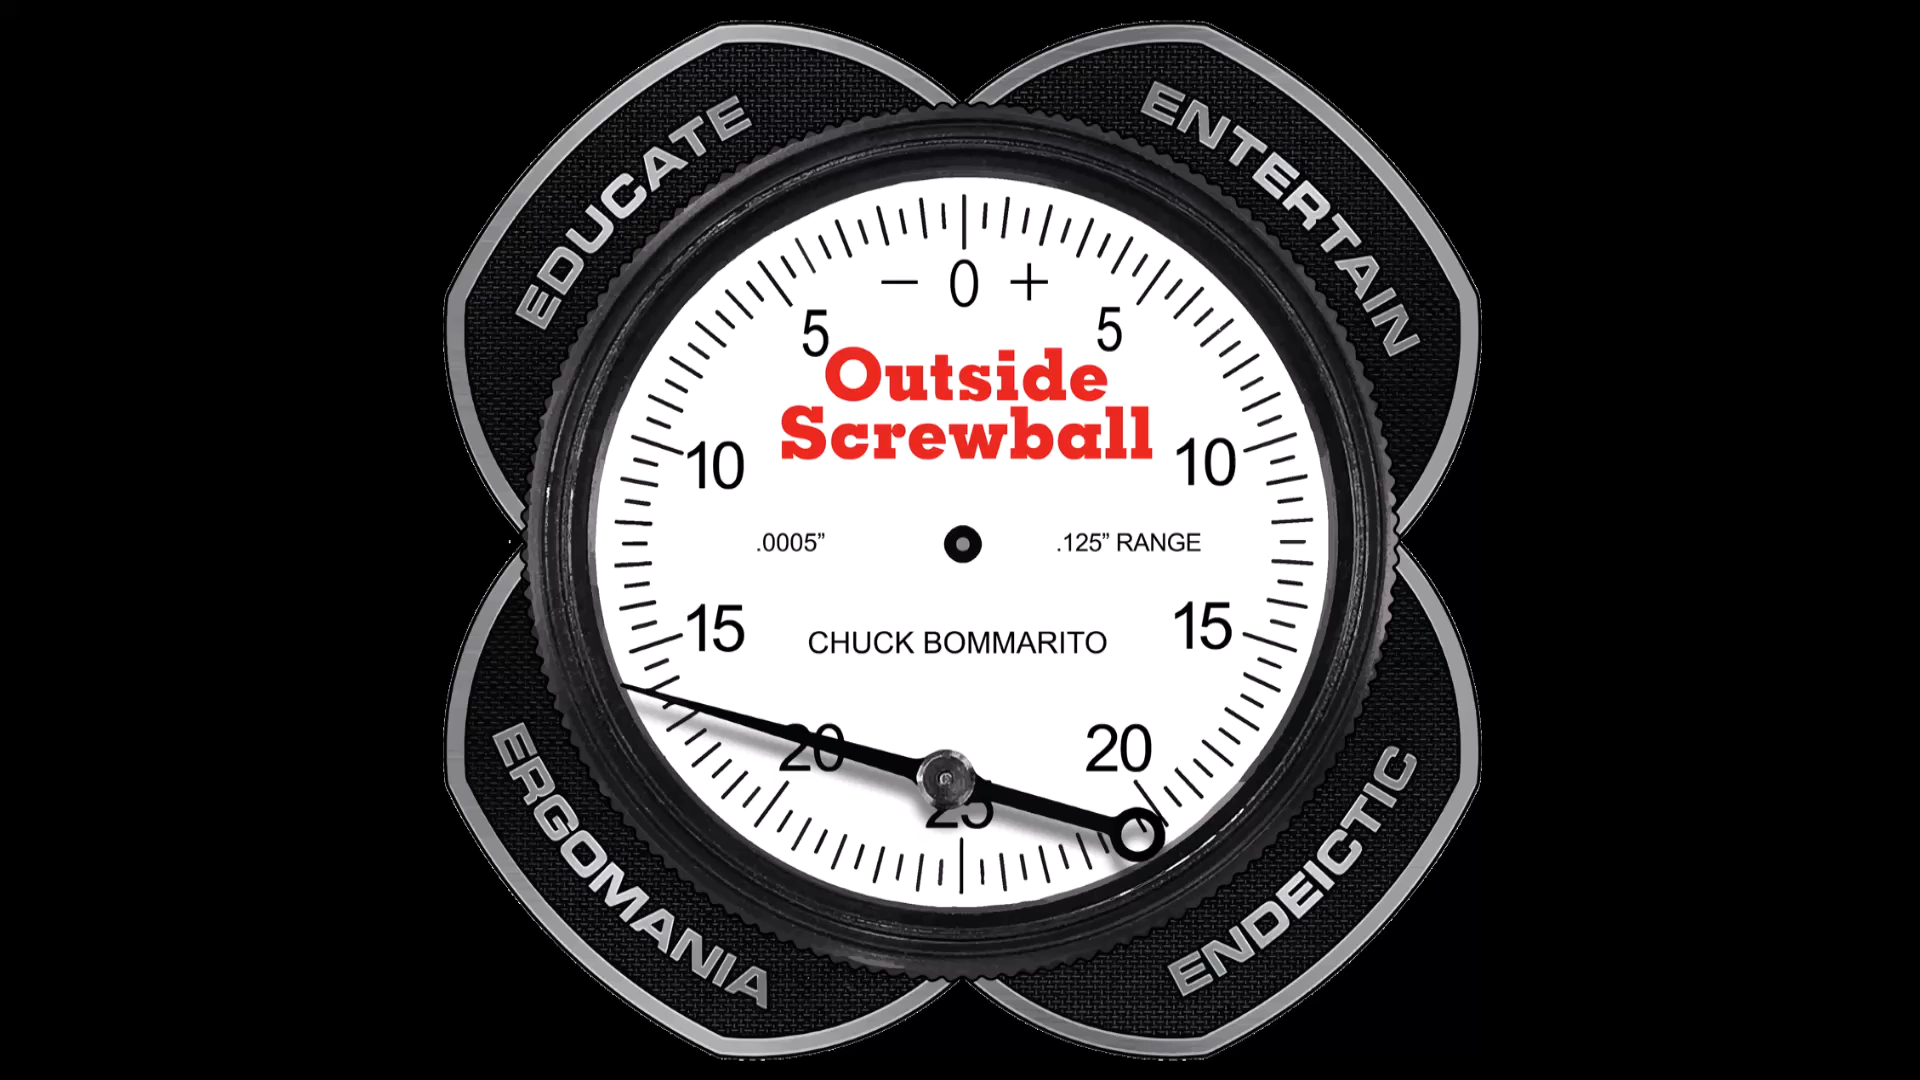 EDUCATE
ENTERTAIN
− 0 +
5 5
Outside
Screwball
10 10
.0005” .125” RANGE
15 15
CHUCK BOMMARITO
20 20
25
ERGOMANIA
ENDEICTIC